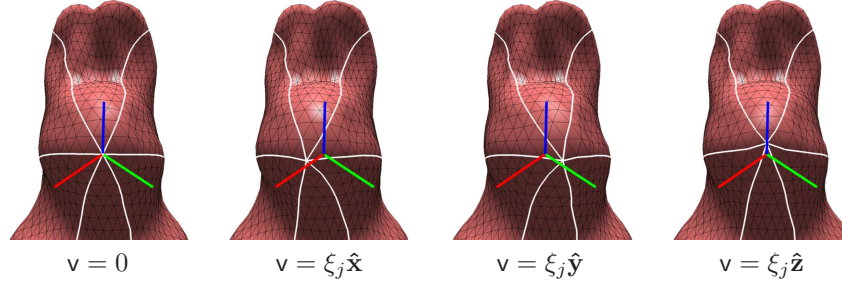 v = 0
v = ξ_j x̂
v = ξ_j ŷ
v = ξ_j ẑ